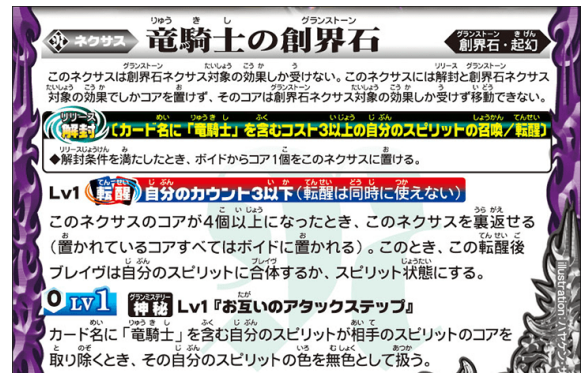 ネクサス 竜騎士の創界石 創界石・起幻
このネクサスは創界石ネクサス対象の効果しか受けない。このネクサスには解封と創界石ネクサス
対象の効果でしかコアを置けず、そのコアは創界石ネクサス対象の効果しか受けず移動できない。
解封 〔カード名に「竜騎士」を含むコスト3以上の自分のスピリットの召喚/転醒〕
◆解封条件を満たしたとき、ボイドからコア1個をこのネクサスに置ける。
Lv1 転醒 自分のカウント3以下(転醒は同時に使えない)
このネクサスのコアが4個以上になったとき、このネクサスを裏返せる
(置かれているコアすべてはボイドに置かれる)。このとき、この転醒後
ブレイヴは自分のスピリットに合体するか、スピリット状態にする。
0 LV1 神秘 Lv1『お互いのアタックステップ』
カード名に「竜騎士」を含む自分のスピリットが相手のスピリットのコアを
取り除くとき、その自分のスピリットの色を無色として扱う。